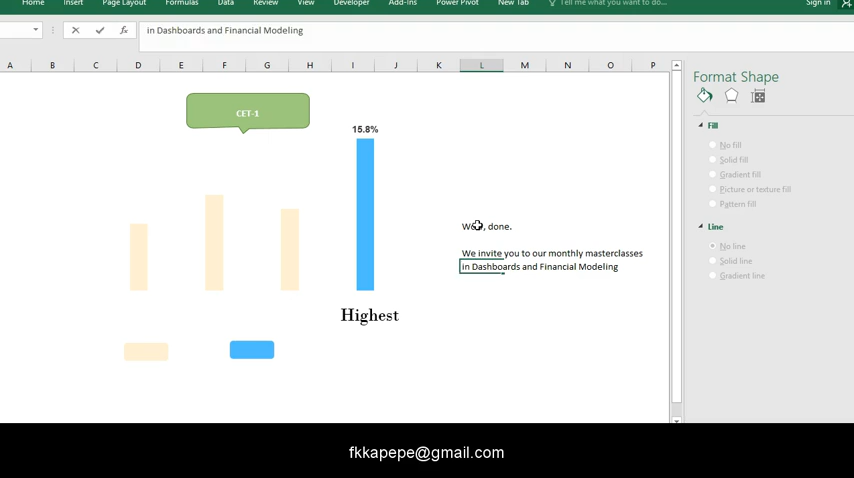 Home Insert Page Layout Formulas Data Review View Developer Add-Ins Power Pivot New Tab Tell me what you want to do... Sign in
fx in Dashboards and Financial Modeling
A B C D E F G H I J K L M N O P
Format Shape
CET-1
Fill
15.8%
No fill
Solid fill
Gradient fill
Picture or texture fill
Pattern fill
done.
Line
No line
We invite you to our monthly masterclasses
Solid line
in Dashboards and Financial Modeling
Gradient line
Highest
fkkapepe@gmail.com